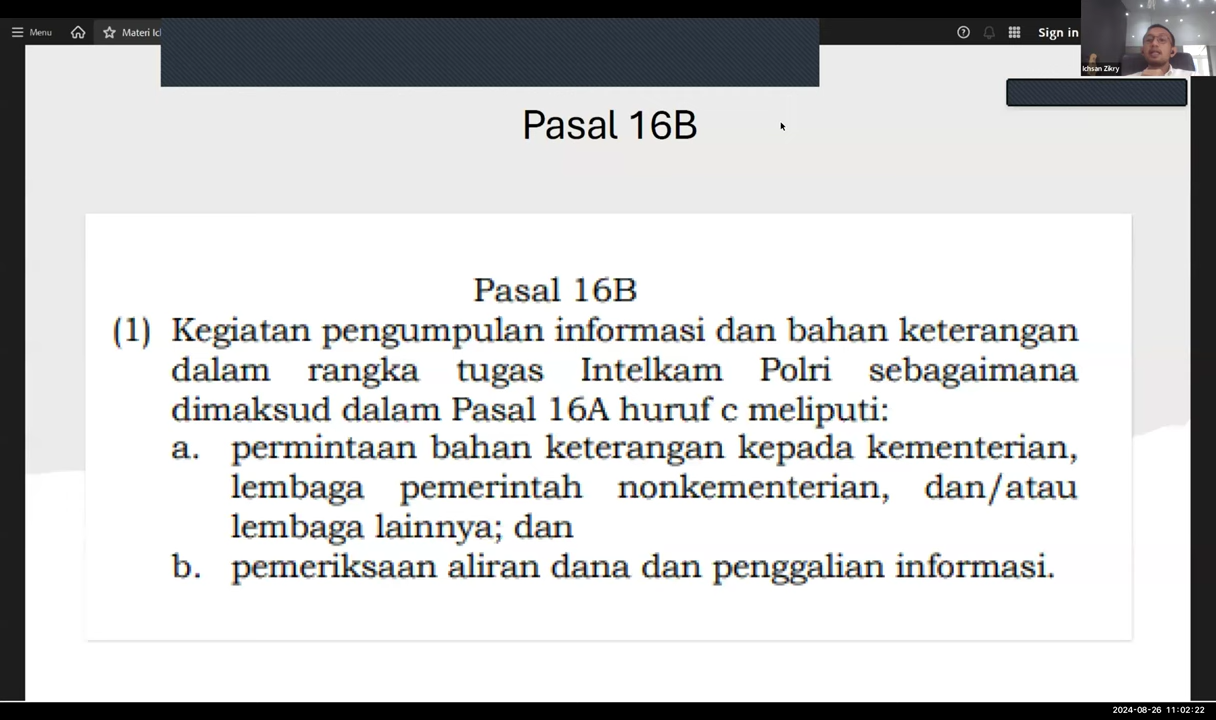 Menu
Materi Ic
Sign in
Ichsan Zikry
Pasal 16B
Pasal 16B
(1) Kegiatan pengumpulan informasi dan bahan keterangan
dalam rangka tugas Intelkam Polri sebagaimana
dimaksud dalam Pasal 16A huruf c meliputi:
a. permintaan bahan keterangan kepada kementerian,
lembaga pemerintah nonkementerian, dan/atau
lembaga lainnya; dan
b. pemeriksaan aliran dana dan penggalian informasi.
2024-08-26 11:02:22